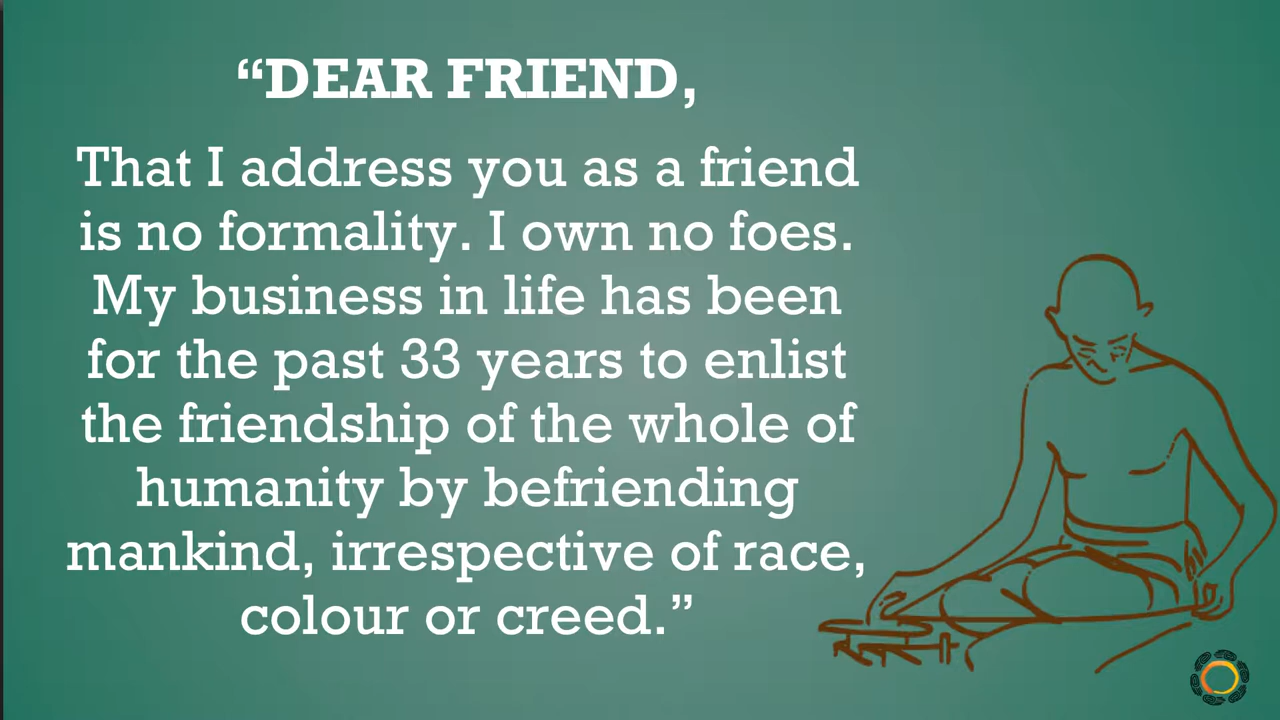 “DEAR FRIEND,
That I address you as a friend
is no formality. I own no foes.
My business in life has been
for the past 33 years to enlist
the friendship of the whole of
humanity by befriending
mankind, irrespective of race,
colour or creed.”